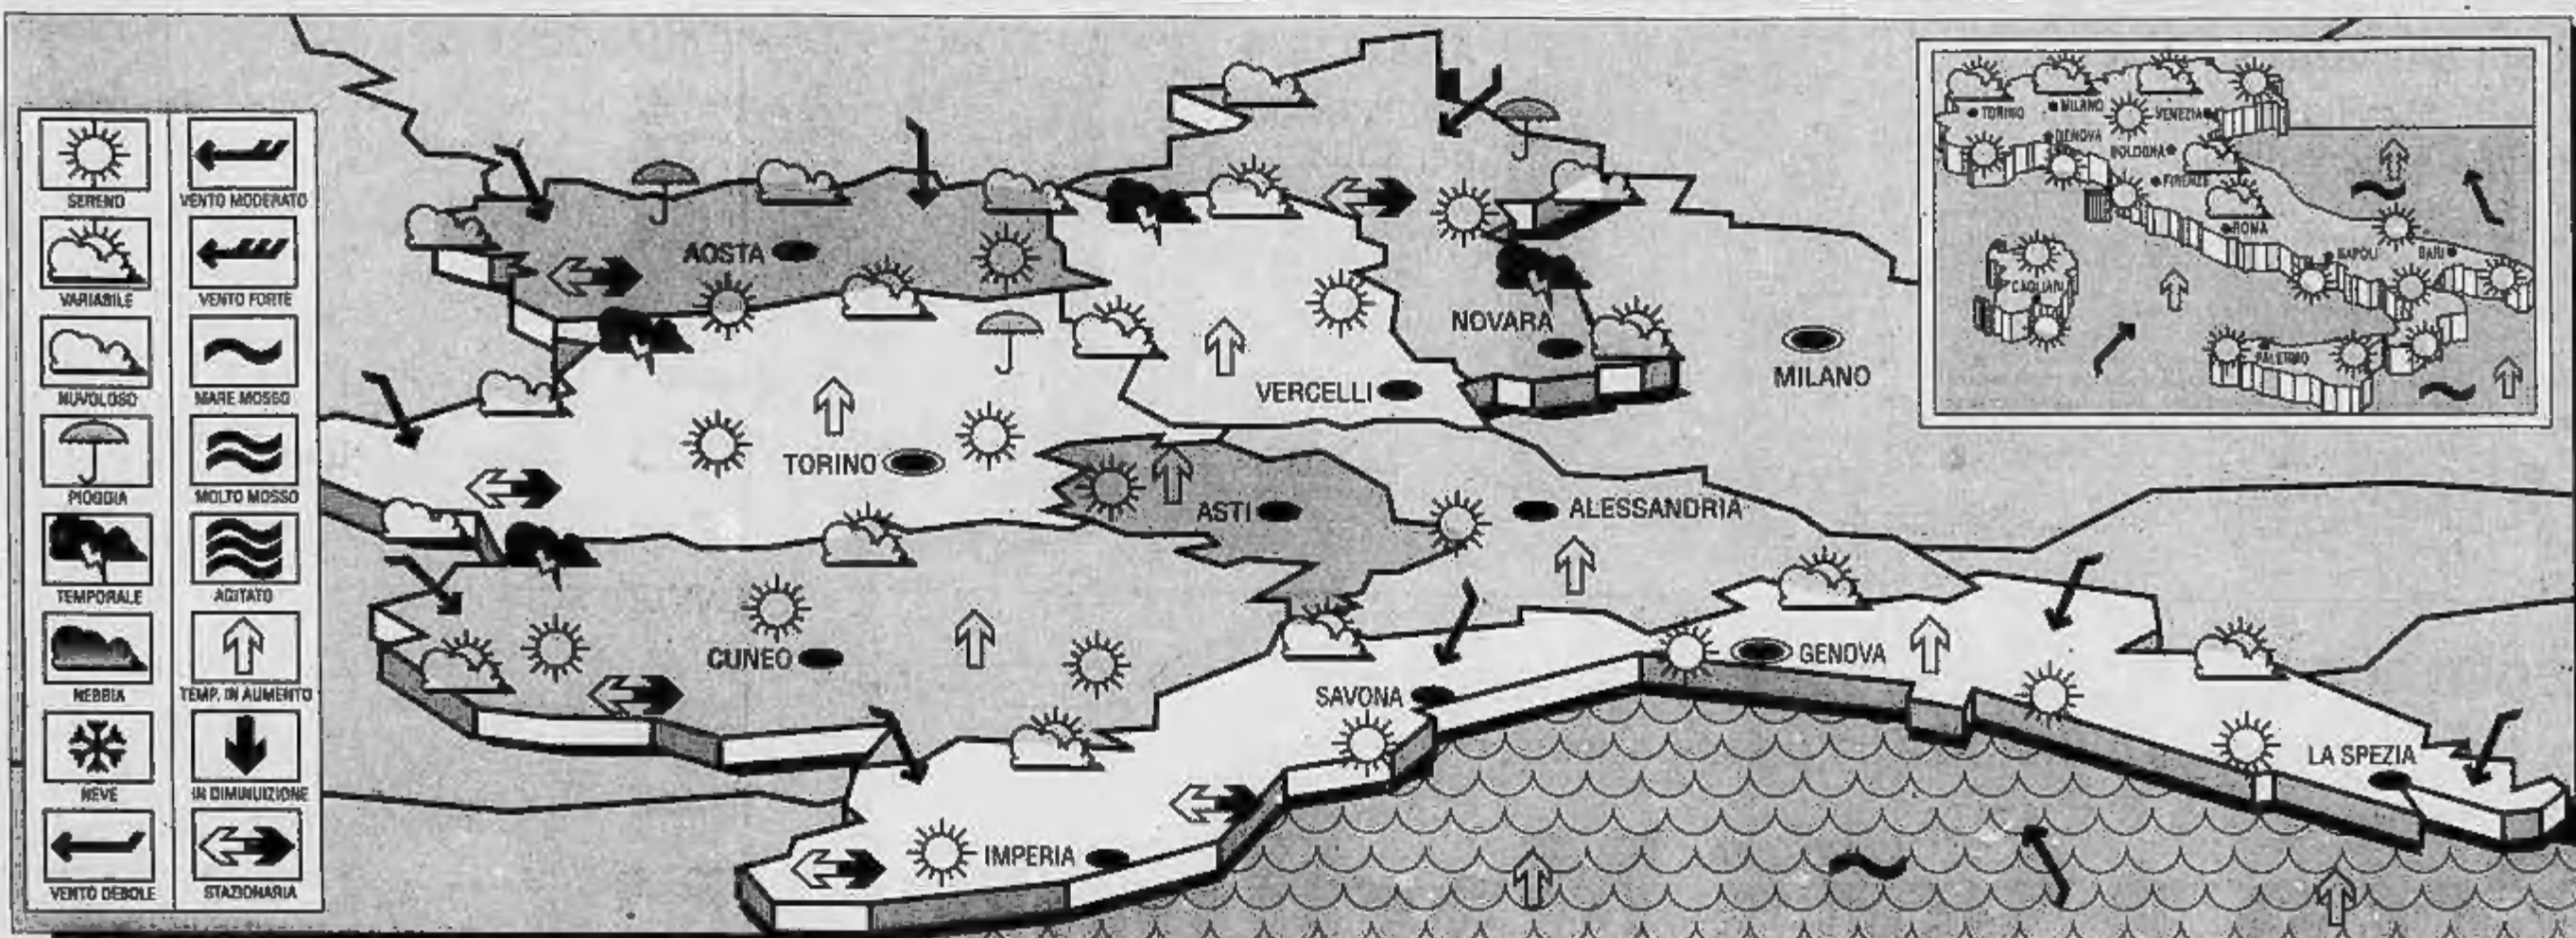 SERENO
VENTO MODERATO
VARIABILE
VENTO FORTE
NUVOLOSO
MARE MOSSO
PIOGGIA
MOLTO MOSSO
TEMPORALE
AGITATO
NEBBIA
TEMP. IN AUMENTO
NEVE
IN DIMINUIZIONE
VENTO DEBOLE
STAZIONARIA
AOSTA
NOVARA
VERCELLI
MILANO
TORINO
ASTI
ALESSANDRIA
CUNEO
GENOVA
SAVONA
LA SPEZIA
IMPERIA
TORINO
MILANO
VENEZIA
GENOVA
BOLOGNA
FIRENZE
ROMA
NAPOLI
BARI
CAGLIARI
PALERMO